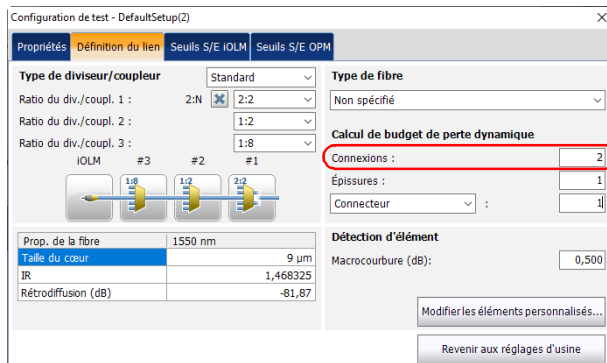 Configuration de test - DefaultSetup(2)
Propriétés Définition du lien Seuils S/E iOLM Seuils S/E OPM
Type de diviseur/coupleur Standard
Ratio du div./coupl. 1 : 2:N 2:2
Ratio du div./coupl. 2 : 1:2
Ratio du div./coupl. 3 : 1:8
iOLM #3 #2 #1
1:8 1:2 2:2
Prop. de la fibre 1550 nm
Taille du cœur 9 µm
IR 1,468325
Rétrodiffusion (dB) -81,87
Type de fibre
Non spécifié
Calcul de budget de perte dynamique
Connexions : 2
Épissures : 1
Connecteur : 1
Détection d'élément
Macrocourbure (dB): 0,500
Modifier les éléments personnalisés...
Revenir aux réglages d'usine